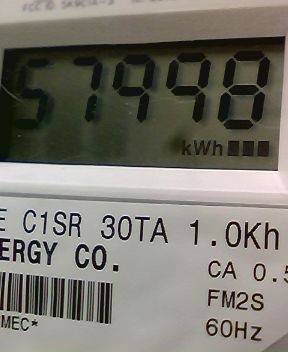 57998
kWh
E C1SR 30TA 1.0Kh
ERGY CO.
CA 0.5
FM2S
60Hz
MEC*